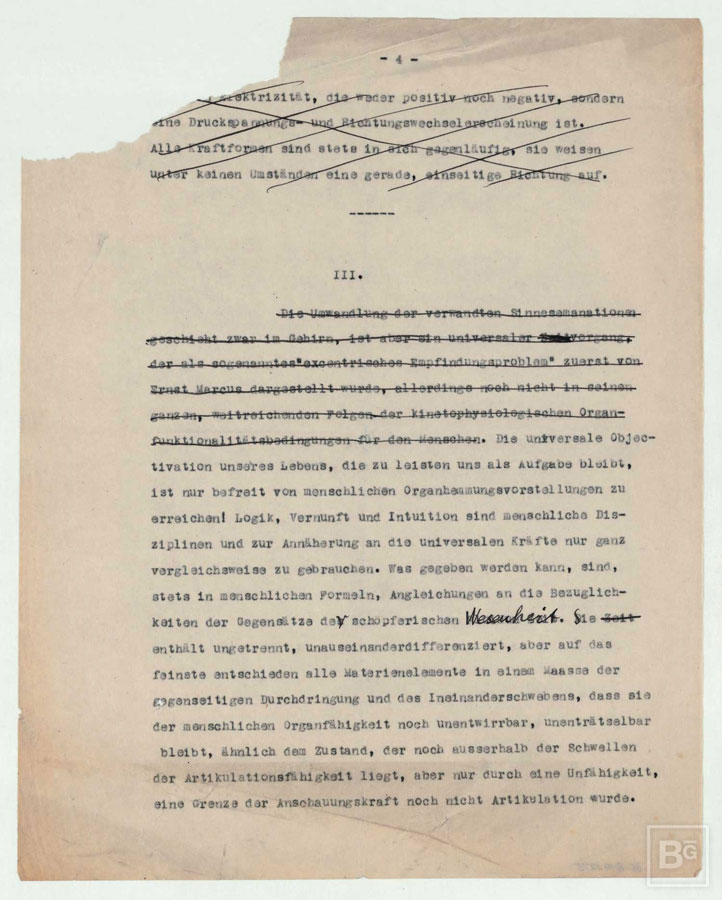 - 4 -
elektrizität, die weder positiv noch negativ, sondern
eine Druckspannungs- und Richtungswechselerscheinung ist.
Alle Kraftformen sind stets in sich gegenläufig, sie weisen
unter keinen Umständen eine gerade, einseitige Richtung auf.
------
III.
Die Umwandlung der verwandten Sinnesemanationen
geschieht zwar im Gehirn, ist aber ein universaler vorgang,
der als sogenanntes "excentrisches Empfindungsproblem" zuerst von
Ernst Marcus dargestellt wurde, allerdings noch nicht in seinen
ganzen, weitreichenden Folgen der kinetophysiologischen Organ-
funktionalitätsbedingungen für den Menschen. Die universale Objec-
tivation unseres Lebens, die zu leisten uns als Aufgabe bleibt,
ist nur befreit von menschlichen Organhemmungsvorstellungen zu
erreichen! Logik, Vernunft und Intuition sind menschliche Dis-
ziplinen und zur Annäherung an die universalen Kräfte nur ganz
vergleichsweise zu gebrauchen. Was gegeben werden kann, sind,
stets in menschlichen Formeln, Angleichungen an die Bezuglich-
keiten der Gegensätze der schöpferischen Wesenheit. Sie Zeit
enthält ungetrennt, unauseinanderdifferenziert, aber auf das
feinste entschieden alle Materienelemente in einem Maasse der
gegenseitigen Durchdringung und des Ineinanderschwebens, dass sie
der menschlichen Organfähigkeit noch unentwirrbar, unenträtselbar
bleibt, ähnlich dem Zustand, der noch ausserhalb der Schwellen
der Artikulationsfähigkeit liegt, aber nur durch eine Unfähigkeit,
eine Grenze der Anschauungskraft noch nicht Artikulation wurde.
BG